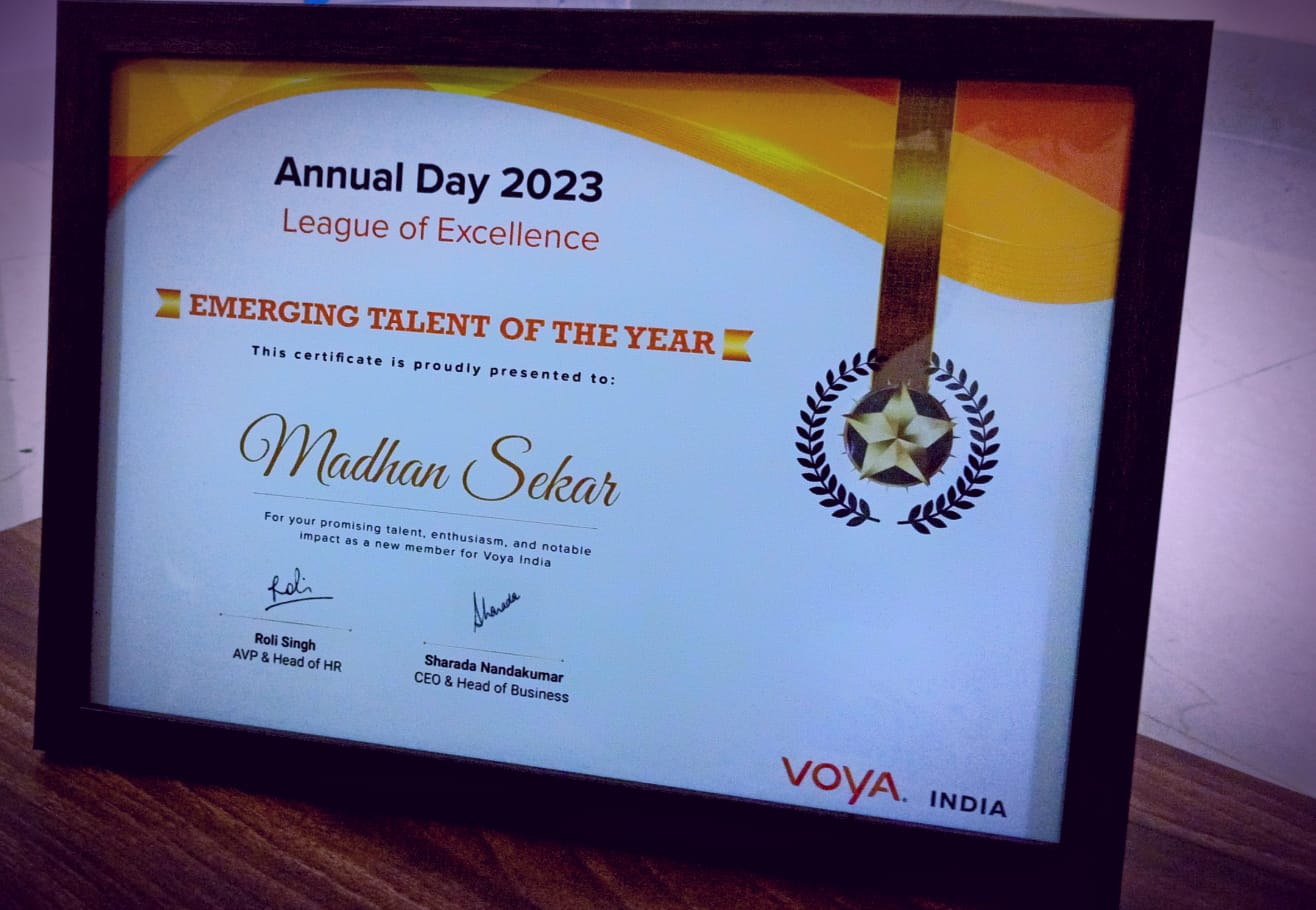 Annual Day 2023
League of Excellence
EMERGING TALENT OF THE YEAR
This certificate is proudly presented to:
Madhan Sekar
For your promising talent, enthusiasm, and notable
impact as a new member for Voya India
Roli
Sharada
Roli Singh
AVP & Head of HR
Sharada Nandakumar
CEO & Head of Business
VOYA. INDIA